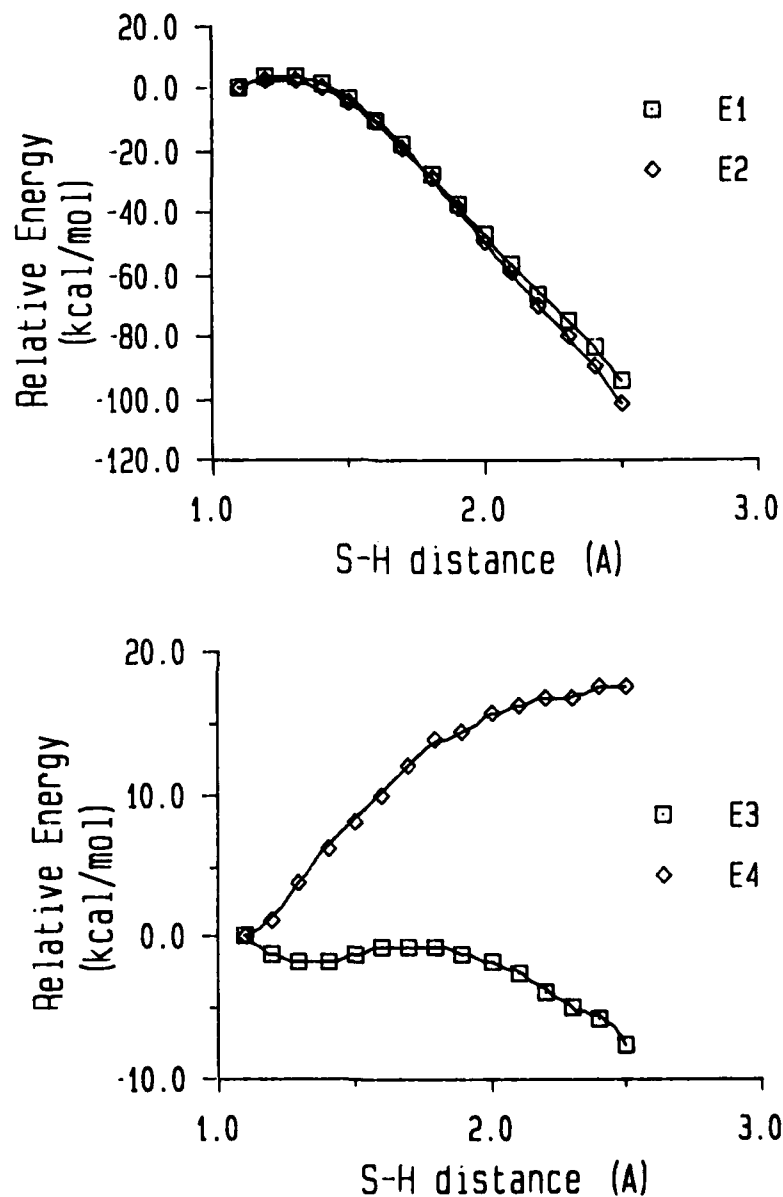 20.0
0.0
-20.0
-40.0
-60.0
-80.0
-100.0
-120.0
Relative Energy
(kcal/mol)
E1
E2
1.0 2.0 3.0
S-H distance (A)
20.0
10.0
0.0
-10.0
Relative Energy
(kcal/mol)
E3
E4
1.0 2.0 3.0
S-H distance (A)